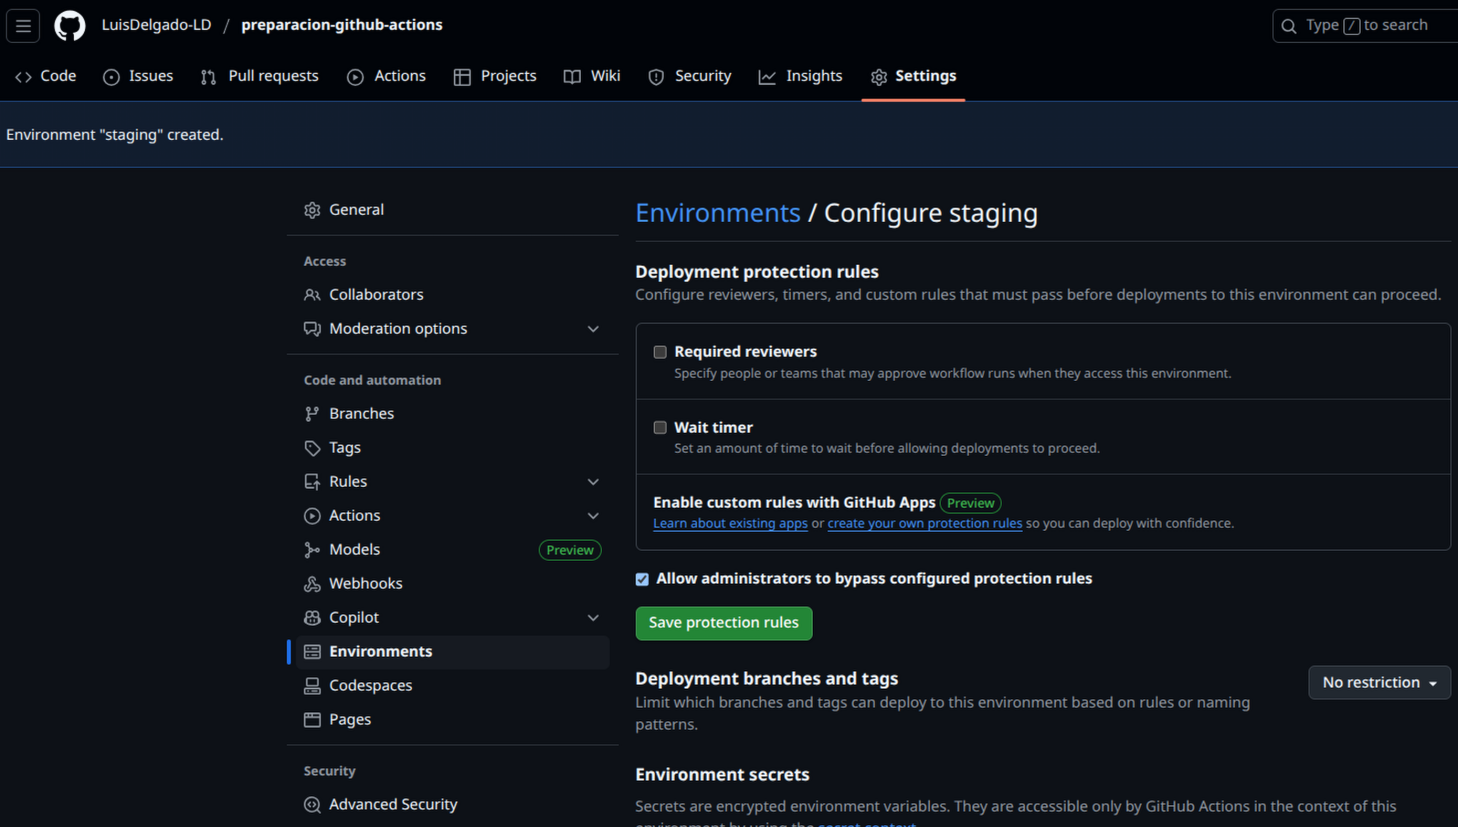 LuisDelgado-LD / preparacion-github-actions
Type / to search
Code
Issues
Pull requests
Actions
Projects
Wiki
Security
Insights
Settings
Environment "staging" created.
General
Access
Collaborators
Moderation options
Code and automation
Branches
Tags
Rules
Actions
Models
Preview
Webhooks
Copilot
Environments
Codespaces
Pages
Security
Advanced Security
Environments / Configure staging
Deployment protection rules
Configure reviewers, timers, and custom rules that must pass before deployments to this environment can proceed.
Required reviewers
Specify people or teams that may approve workflow runs when they access this environment.
Wait timer
Set an amount of time to wait before allowing deployments to proceed.
Enable custom rules with GitHub Apps Preview
Learn about existing apps or create your own protection rules so you can deploy with confidence.
Allow administrators to bypass configured protection rules
Save protection rules
Deployment branches and tags
No restriction
Limit which branches and tags can deploy to this environment based on rules or naming
patterns.
Environment secrets
Secrets are encrypted environment variables. They are accessible only by GitHub Actions in the context of this
environment by using the secret context.